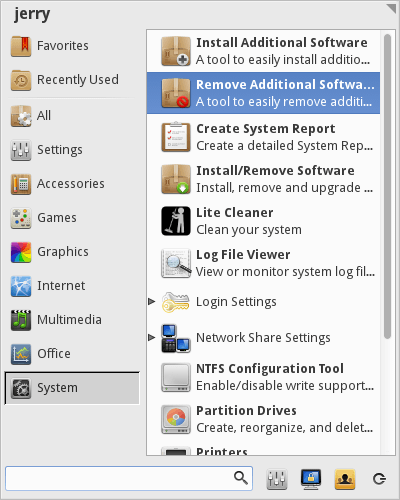 jerry
Favorites
Recently Used
All
Settings
Accessories
Games
Graphics
Internet
Multimedia
Office
System
Install Additional Software
A tool to easily install additio...
Remove Additional Softwa...
A tool to easily remove additi...
Create System Report
Create a detailed System Rep...
Install/Remove Software
Install, remove and upgrade ...
Lite Cleaner
Clean your system
Log File Viewer
View or monitor system log fil...
Login Settings
Network Share Settings
NTFS Configuration Tool
Enable/disable write support...
Partition Drives
Create, reorganize, and delet...
Printers